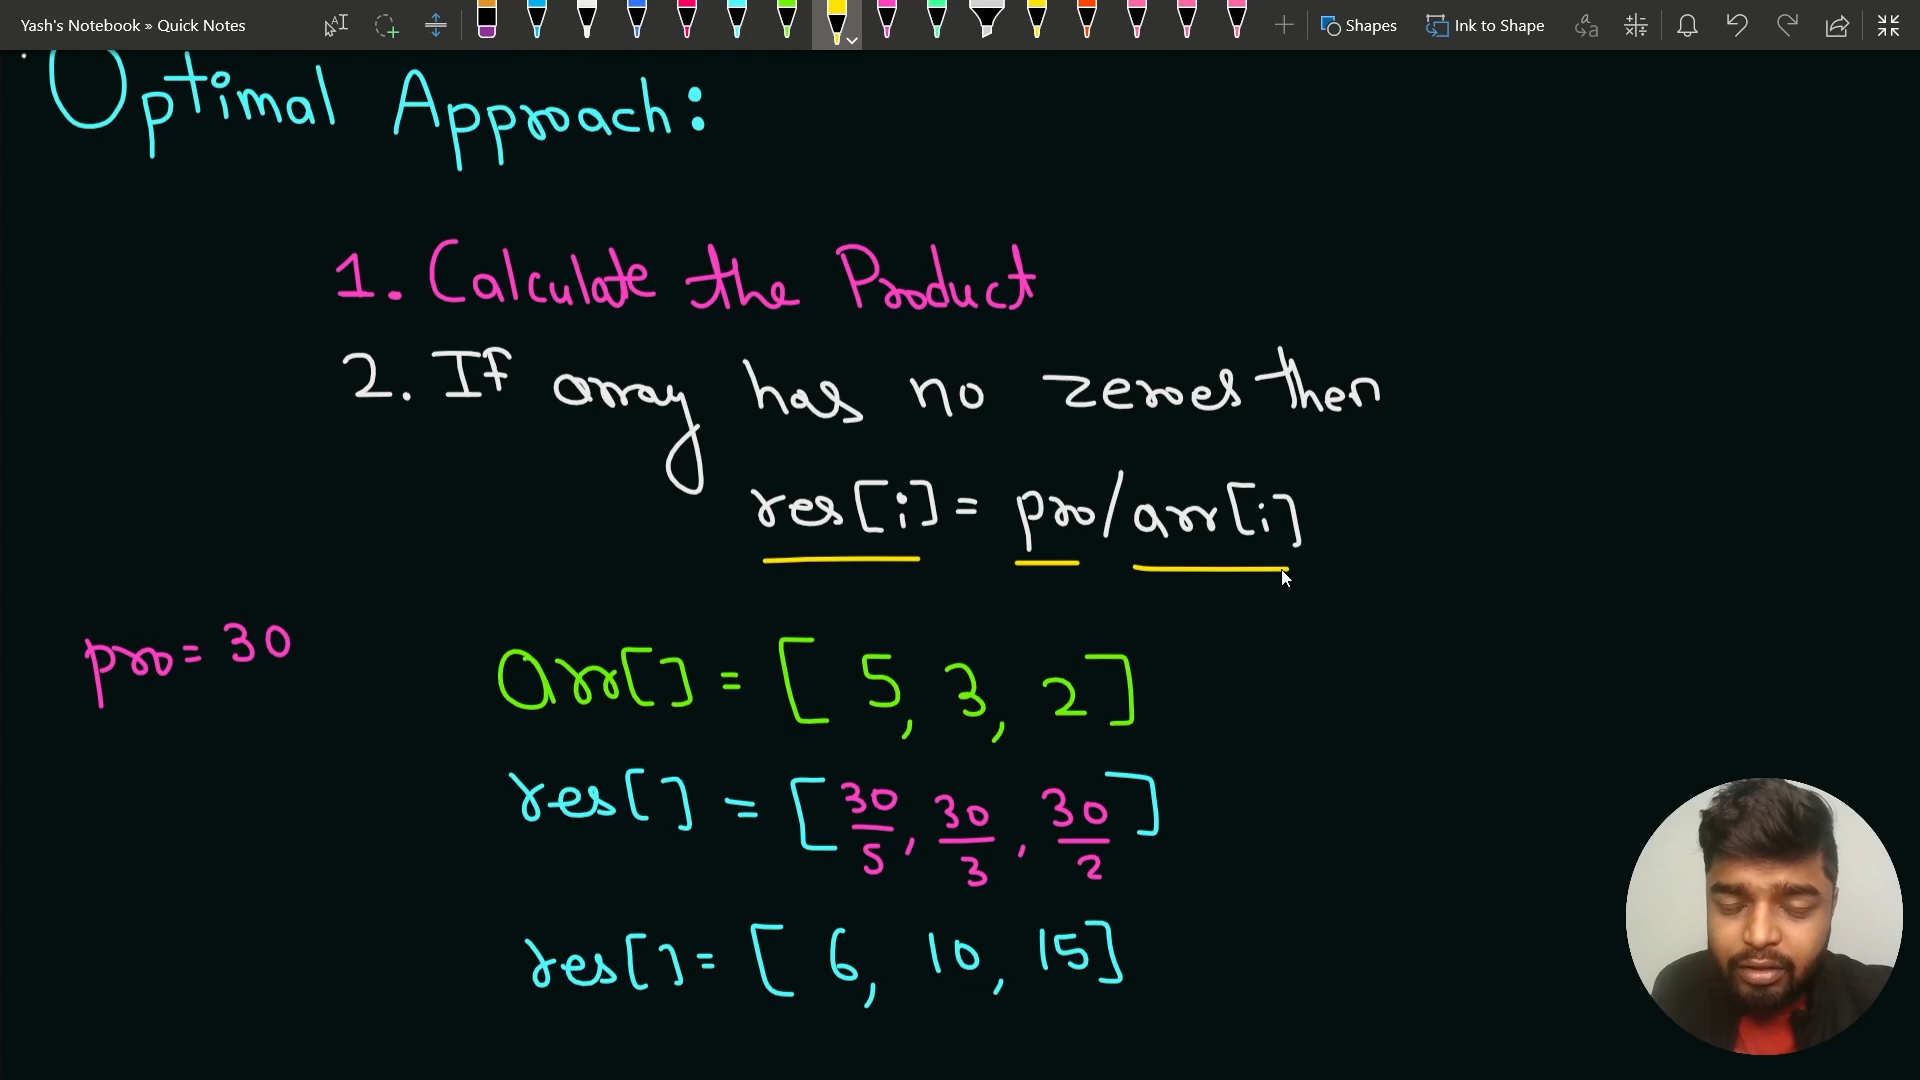 Yash's Notebook » Quick Notes
Shapes
Ink to Shape
Optimal Approach:
1. Calculate the Product
2. If array has no zeroes then
res[i] = pro/arr[i]
pro = 30
arr[] = [ 5, 3, 2 ]
res[] = [ 30/5, 30/3, 30/2 ]
res[] = [ 6, 10, 15 ]